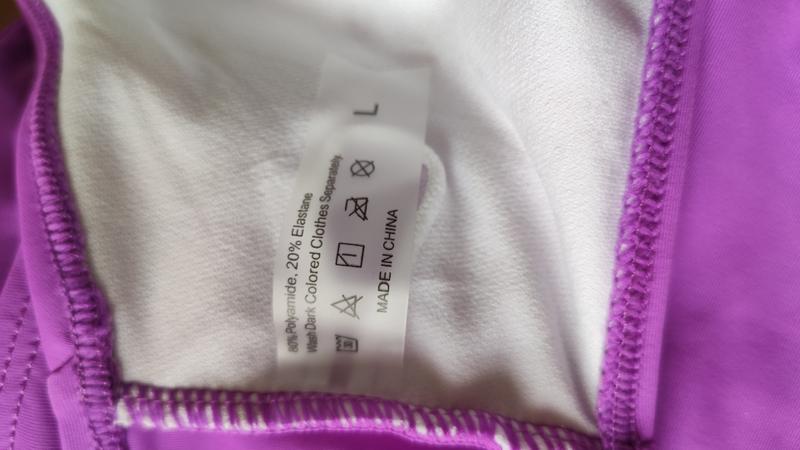 L
80% Polyamide, 20% Elastane
Wash Dark Colored Clothes Separately.
MADE IN CHINA